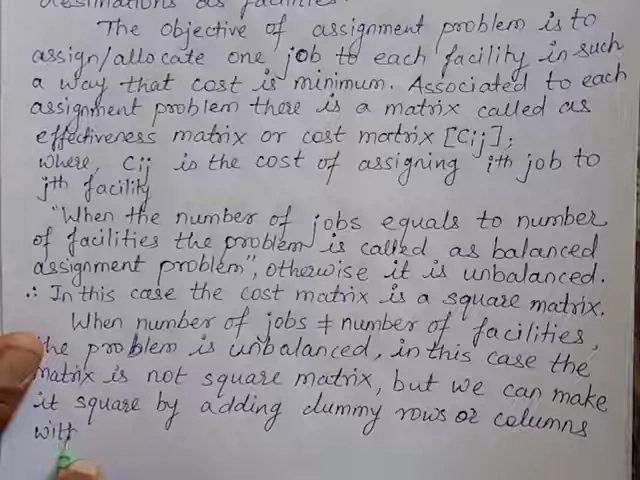 destinations as facilities.
The objective of assignment problem is to
assign/allocate one job to each facility in such
a way that cost is minimum. Associated to each
assignment problem there is a matrix called as
effectiveness matrix or cost matrix [Cij];
where, Cij is the cost of assigning ith job to
jth facility
"When the number of jobs equals to number
of facilities the problem is called as balanced
assignment problem", otherwise it is unbalanced.
∴ In this case the cost matrix is a square matrix.
When number of jobs ≠ number of facilities,
the problem is unbalanced, in this case the
matrix is not square matrix, but we can make
it square by adding dummy rows or columns
with